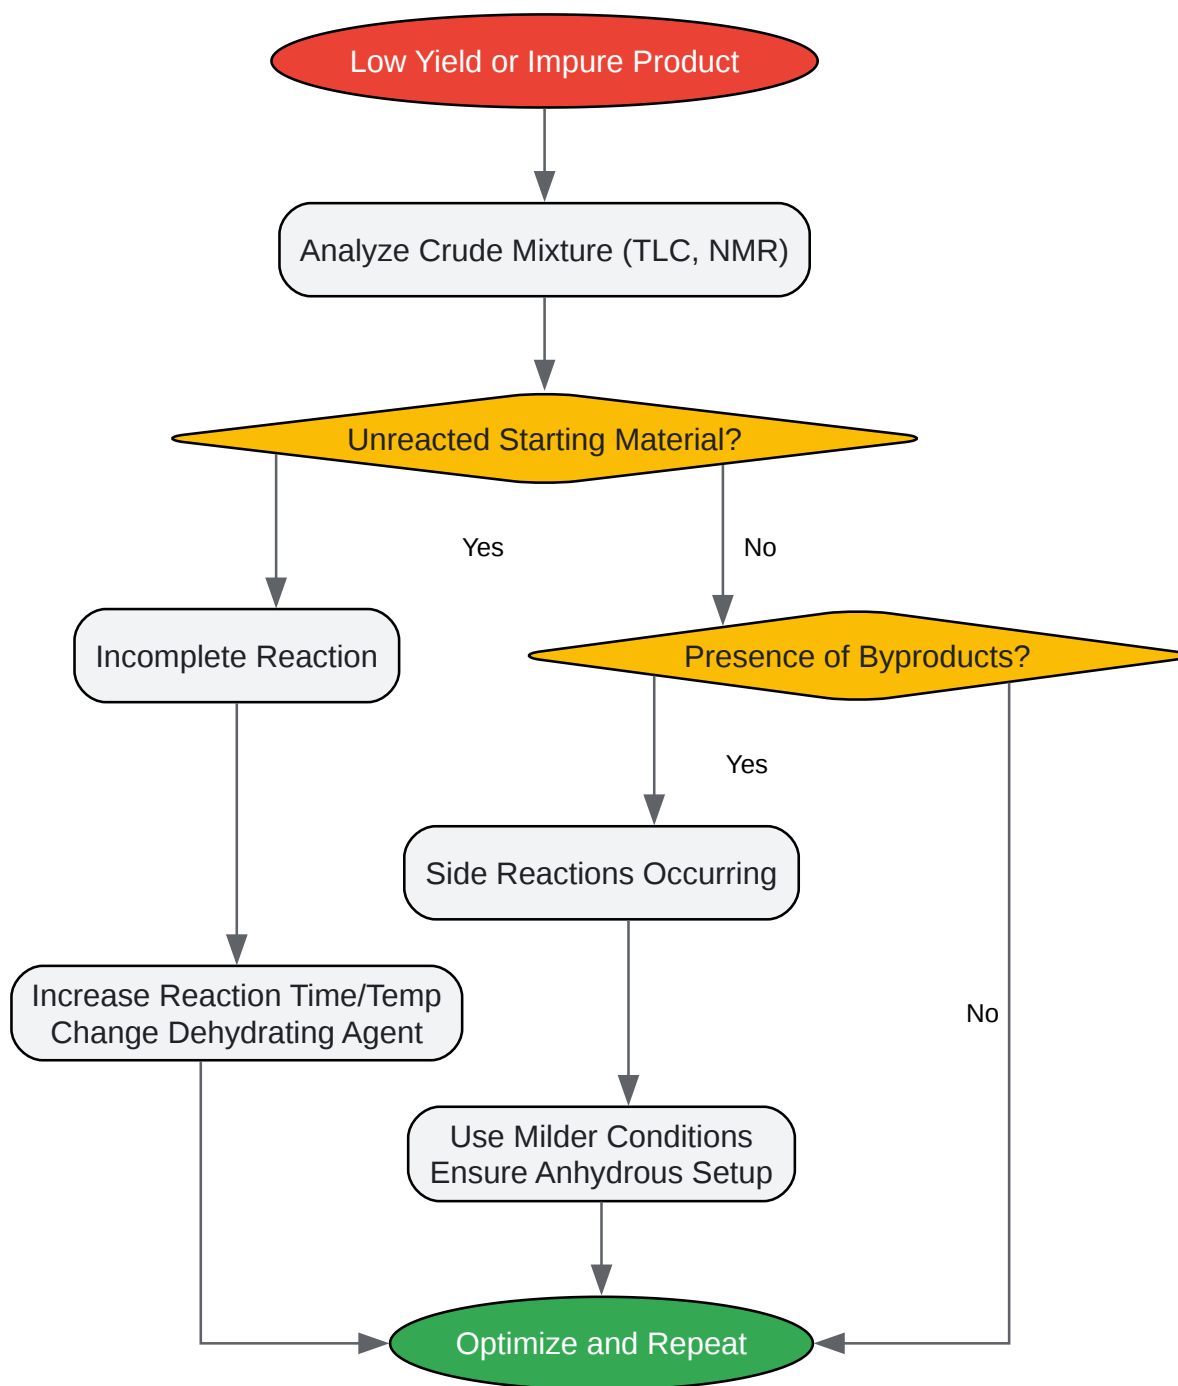 Low Yield or Impure Product
Analyze Crude Mixture (TLC, NMR)
Unreacted Starting Material?
Yes
No
Incomplete Reaction
Presence of Byproducts?
Yes
Side Reactions Occurring
Increase Reaction Time/Temp
Change Dehydrating Agent
No
Use Milder Conditions
Ensure Anhydrous Setup
Optimize and Repeat